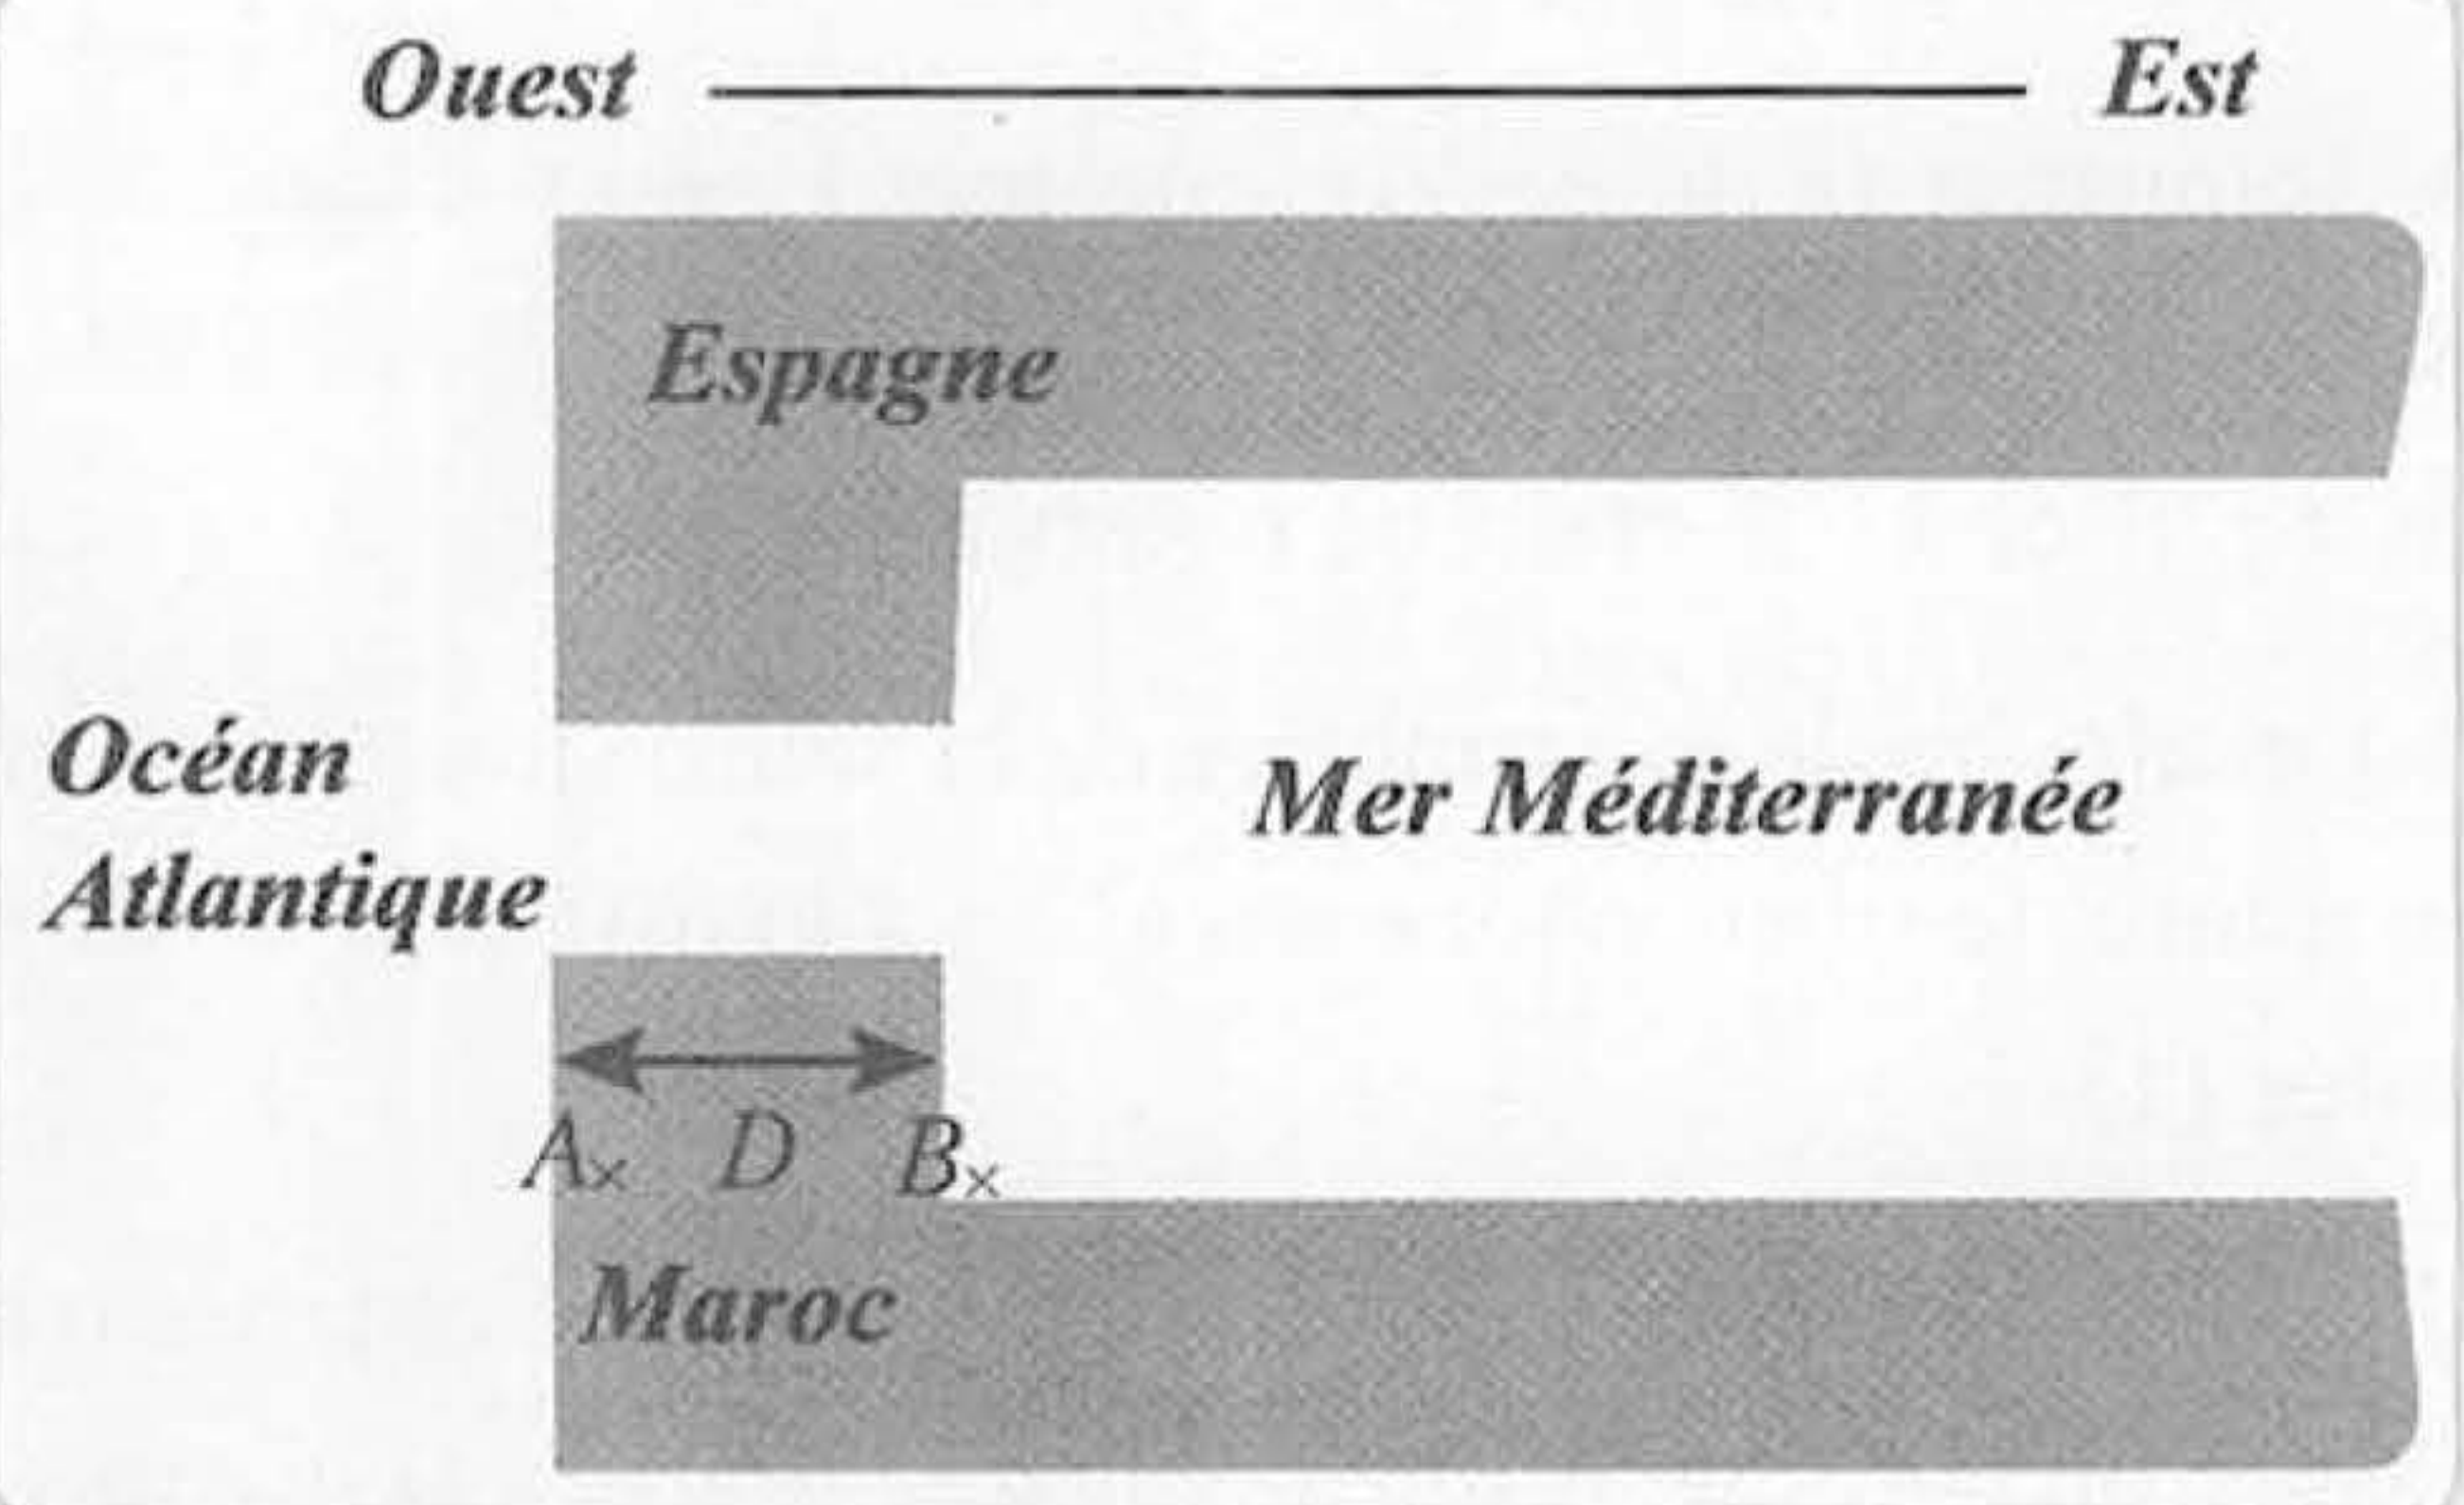 Ouest Est
Espagne
Océan
Atlantique
Mer Méditerranée
A× D B×
Maroc